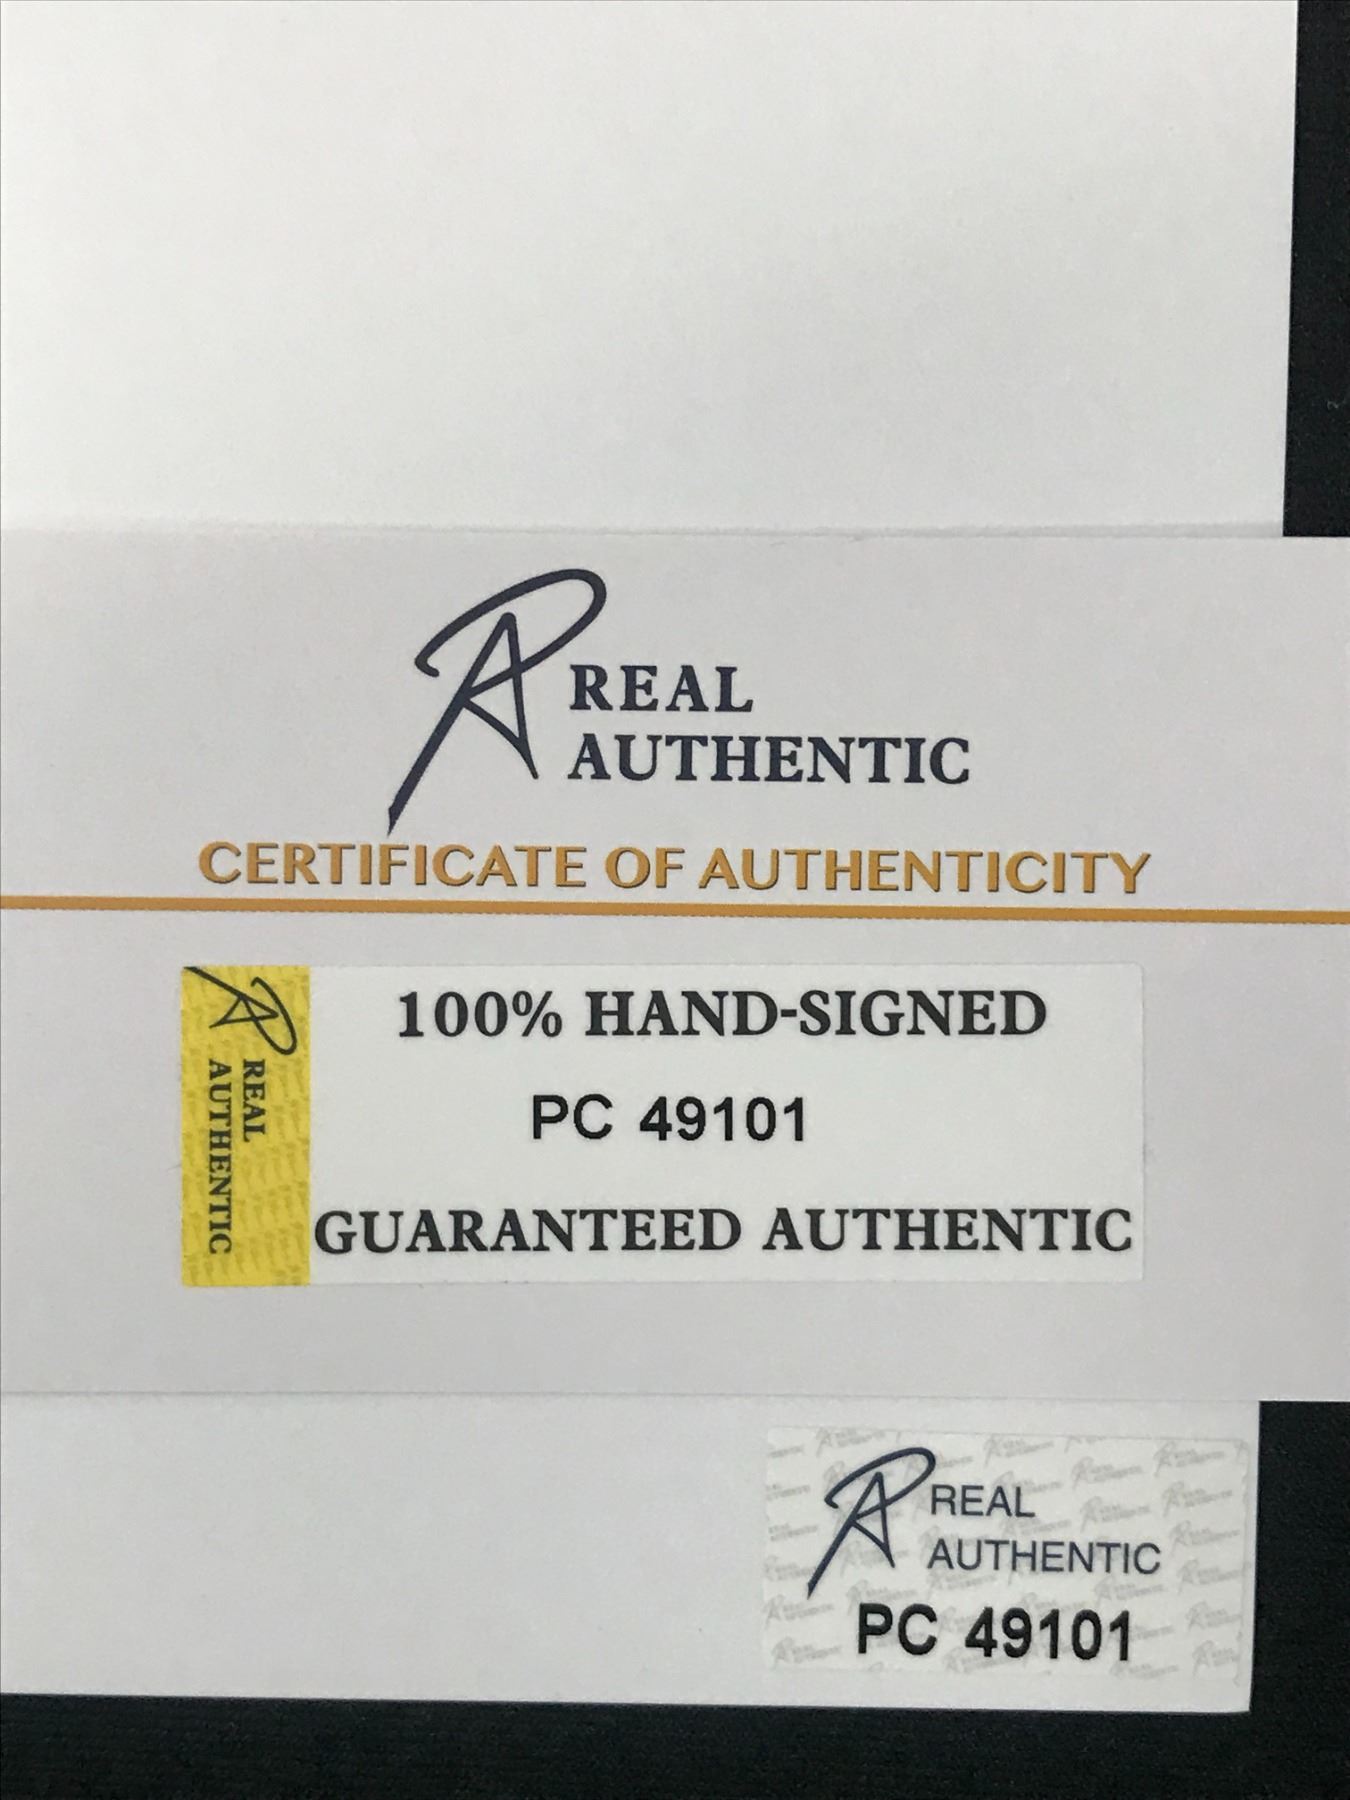 REAL
AUTHENTIC
CERTIFICATE OF AUTHENTICITY
REAL
AUTHENTIC
100% HAND-SIGNED
PC 49101
GUARANTEED AUTHENTIC
REAL
AUTHENTIC
PC 49101